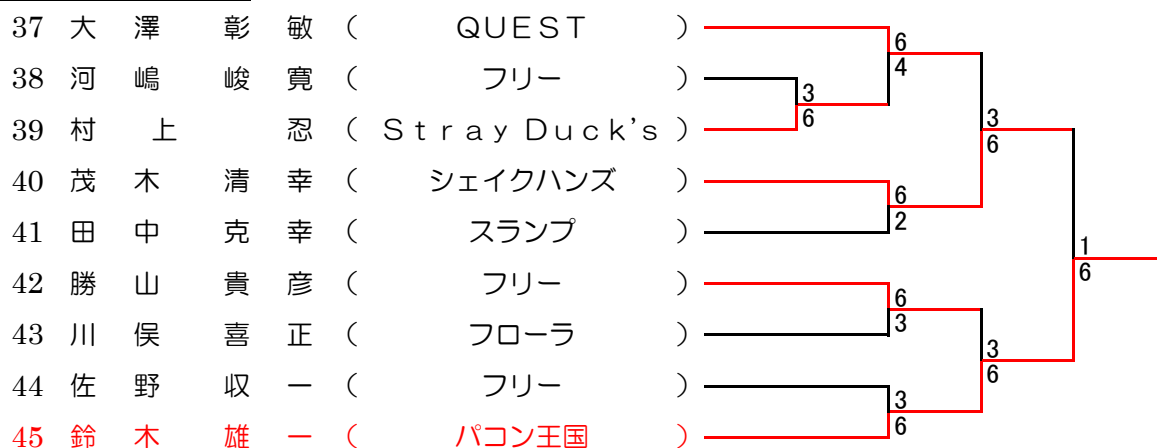 37 大澤 彰敏 ( QUEST )
38 河嶋 峻寛 ( フリー )
39 村上 忍 ( Stray Duck's )
40 茂木 清幸 ( シェイクハンズ )
41 田中 克幸 ( スランプ )
42 勝山 貴彦 ( フリー )
43 川俣 喜正 ( フローラ )
44 佐野 収一 ( フリー )
45 鈴木 雄一 ( パコン王国 )
6
4
3
6
6
2
3
6
6
3
3
6
3
6
1
6